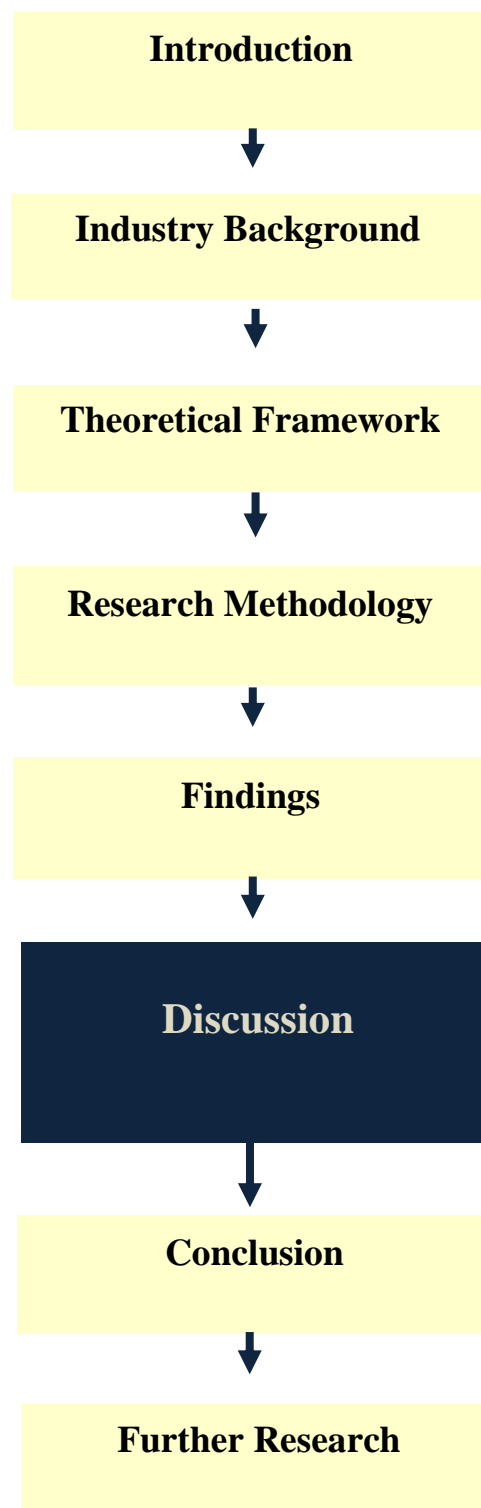 Introduction
Industry Background
Theoretical Framework
Research Methodology
Findings
Discussion
Conclusion
Further Research